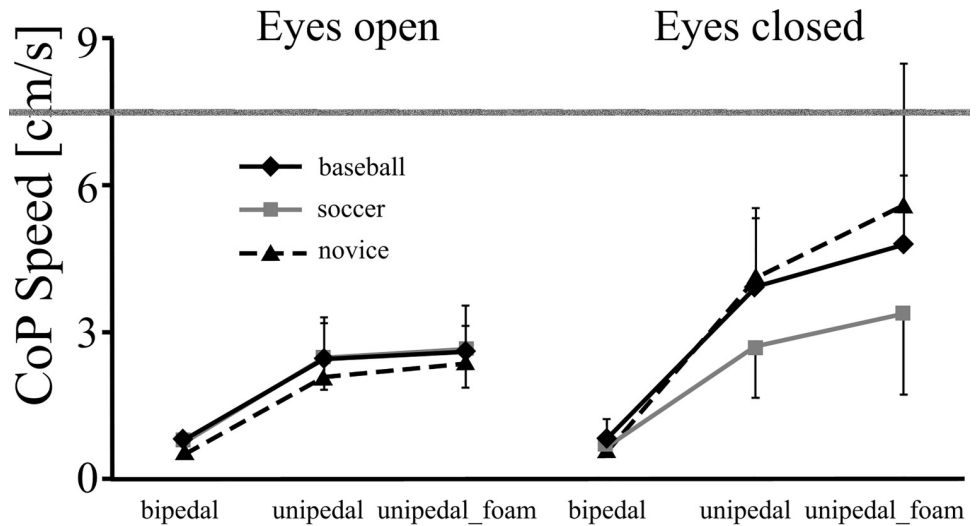 Eyes open
Eyes closed
9
6
3
0
CoP Speed [cm/s]
baseball
soccer
novice
bipedal
unipedal
unipedal_foam
bipedal
unipedal
unipedal_foam